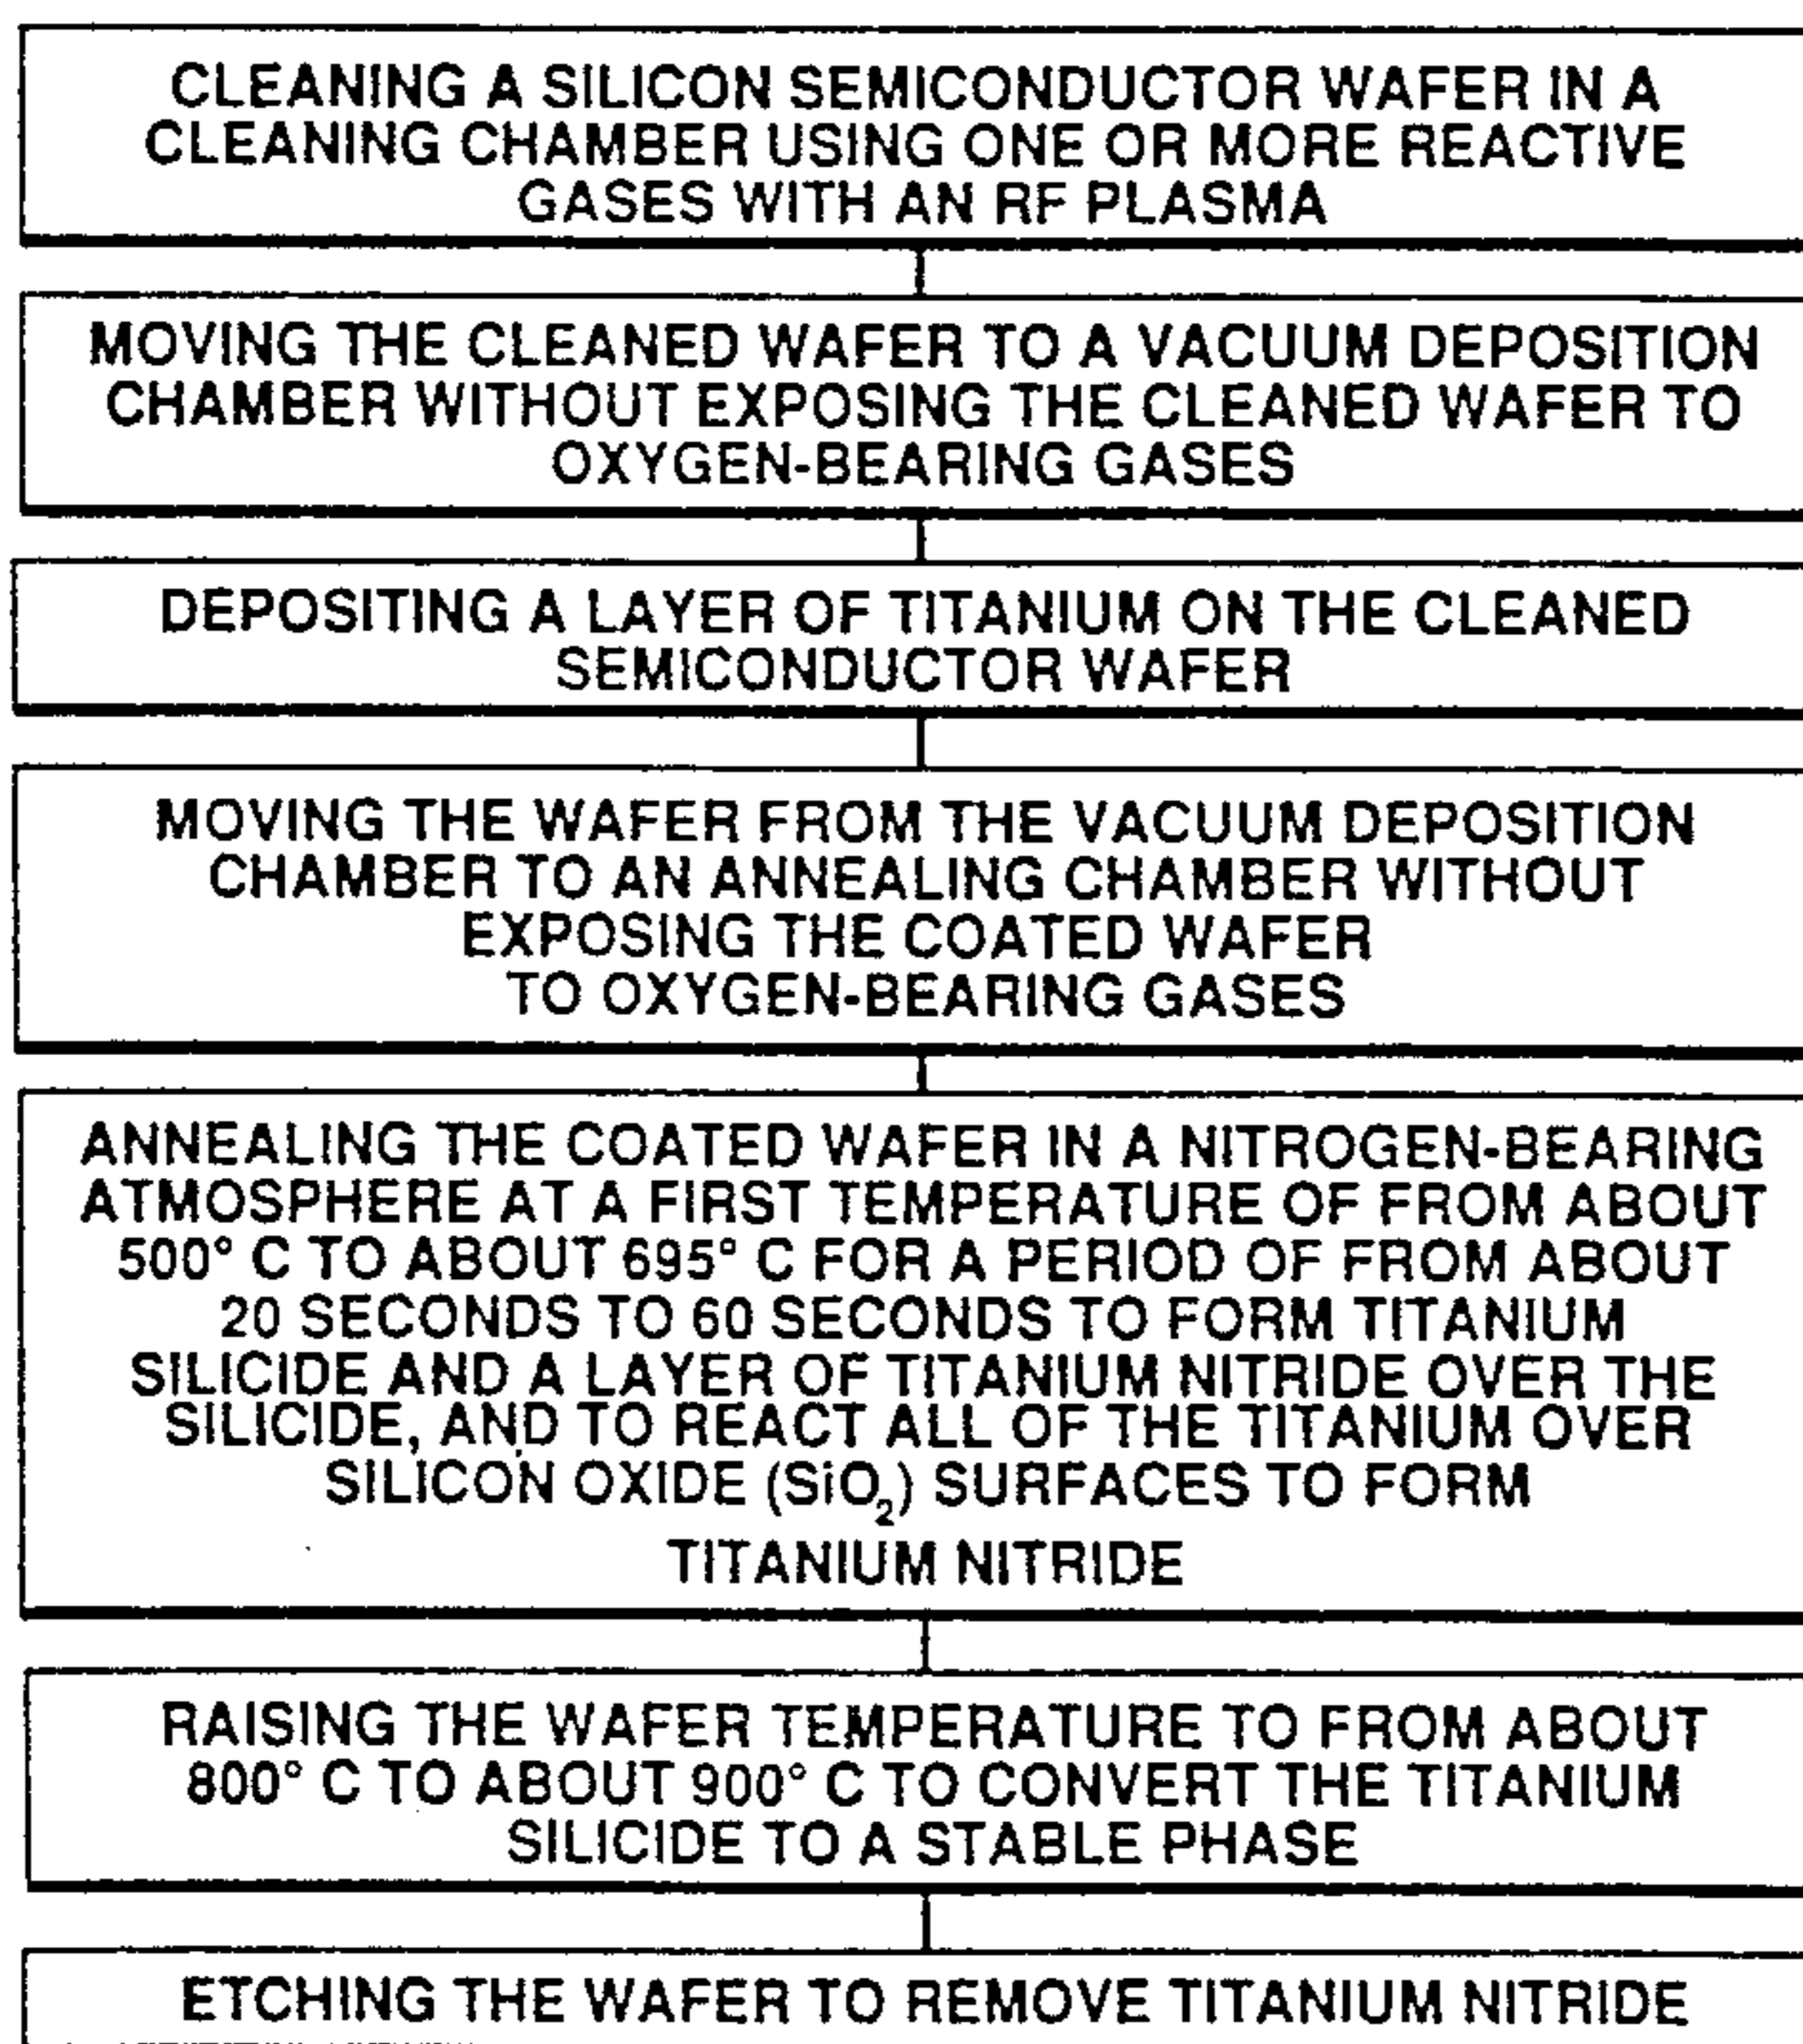 CLEANING A SILICON SEMICONDUCTOR WAFER IN A
CLEANING CHAMBER USING ONE OR MORE REACTIVE
GASES WITH AN RF PLASMA
MOVING THE CLEANED WAFER TO A VACUUM DEPOSITION
CHAMBER WITHOUT EXPOSING THE CLEANED WAFER TO
OXYGEN-BEARING GASES
DEPOSITING A LAYER OF TITANIUM ON THE CLEANED
SEMICONDUCTOR WAFER
MOVING THE WAFER FROM THE VACUUM DEPOSITION
CHAMBER TO AN ANNEALING CHAMBER WITHOUT
EXPOSING THE COATED WAFER
TO OXYGEN-BEARING GASES
ANNEALING THE COATED WAFER IN A NITROGEN-BEARING
ATMOSPHERE AT A FIRST TEMPERATURE OF FROM ABOUT
500° C TO ABOUT 695° C FOR A PERIOD OF FROM ABOUT
20 SECONDS TO 60 SECONDS TO FORM TITANIUM
SILICIDE AND A LAYER OF TITANIUM NITRIDE OVER THE
SILICIDE, AND TO REACT ALL OF THE TITANIUM OVER
SILICON OXIDE (SiO₂) SURFACES TO FORM
TITANIUM NITRIDE
RAISING THE WAFER TEMPERATURE TO FROM ABOUT
800° C TO ABOUT 900° C TO CONVERT THE TITANIUM
SILICIDE TO A STABLE PHASE
ETCHING THE WAFER TO REMOVE TITANIUM NITRIDE